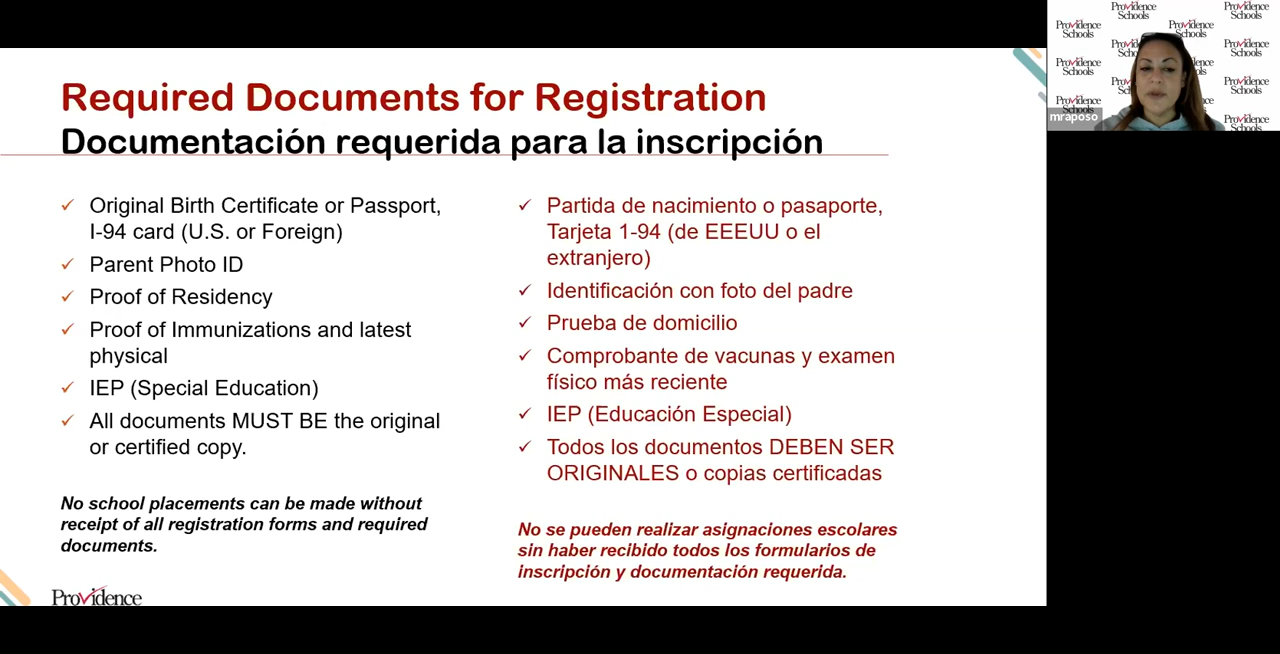 Required Documents for Registration
Documentación requerida para la inscripción
Original Birth Certificate or Passport,
I-94 card (U.S. or Foreign)
Parent Photo ID
Proof of Residency
Proof of Immunizations and latest
physical
IEP (Special Education)
All documents MUST BE the original
or certified copy.
No school placements can be made without
receipt of all registration forms and required
documents.
Partida de nacimiento o pasaporte,
Tarjeta 1-94 (de EEEUU o el
extranjero)
Identificación con foto del padre
Prueba de domicilio
Comprobante de vacunas y examen
físico más reciente
IEP (Educación Especial)
Todos los documentos DEBEN SER
ORIGINALES o copias certificadas
No se pueden realizar asignaciones escolares
sin haber recibido todos los formularios de
inscripción y documentación requerida.
Providence
Providence
Schools
Providence
Schools
Providence
Schools
Providence
Schools
Providence
Schools
Providence
Schools
Providence
Schools
Providence
Schools
Providence
Schools
mraposo